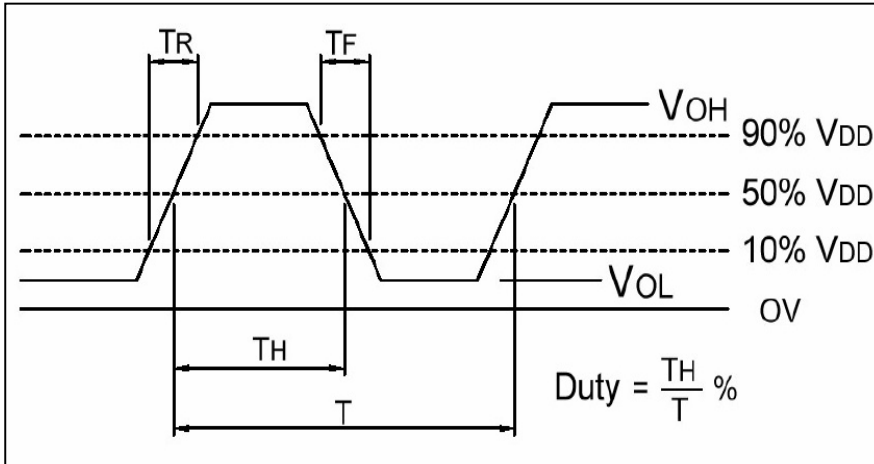 TR
TF
VOH
90% VDD
50% VDD
10% VDD
VOL
OV
TH
Duty = TH/T %
T